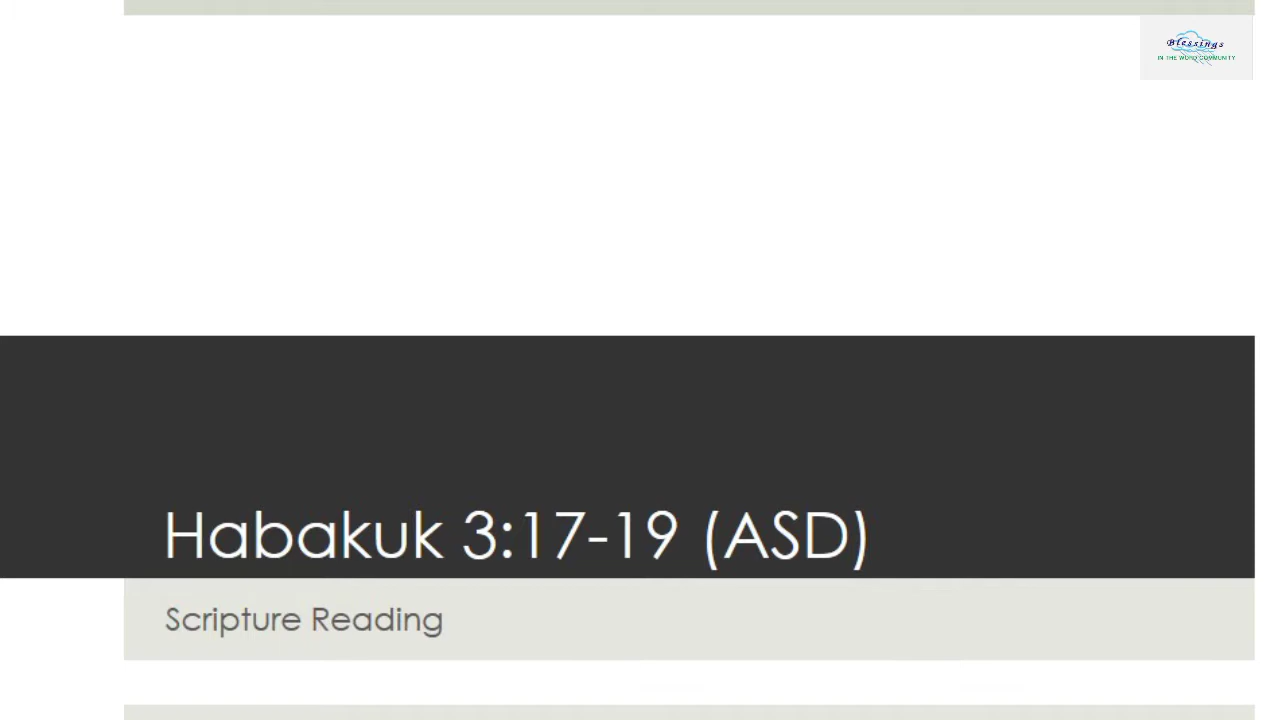 Blessings
IN THE WORD COMMUNITY
Habakuk 3:17-19 (ASD)
Scripture Reading